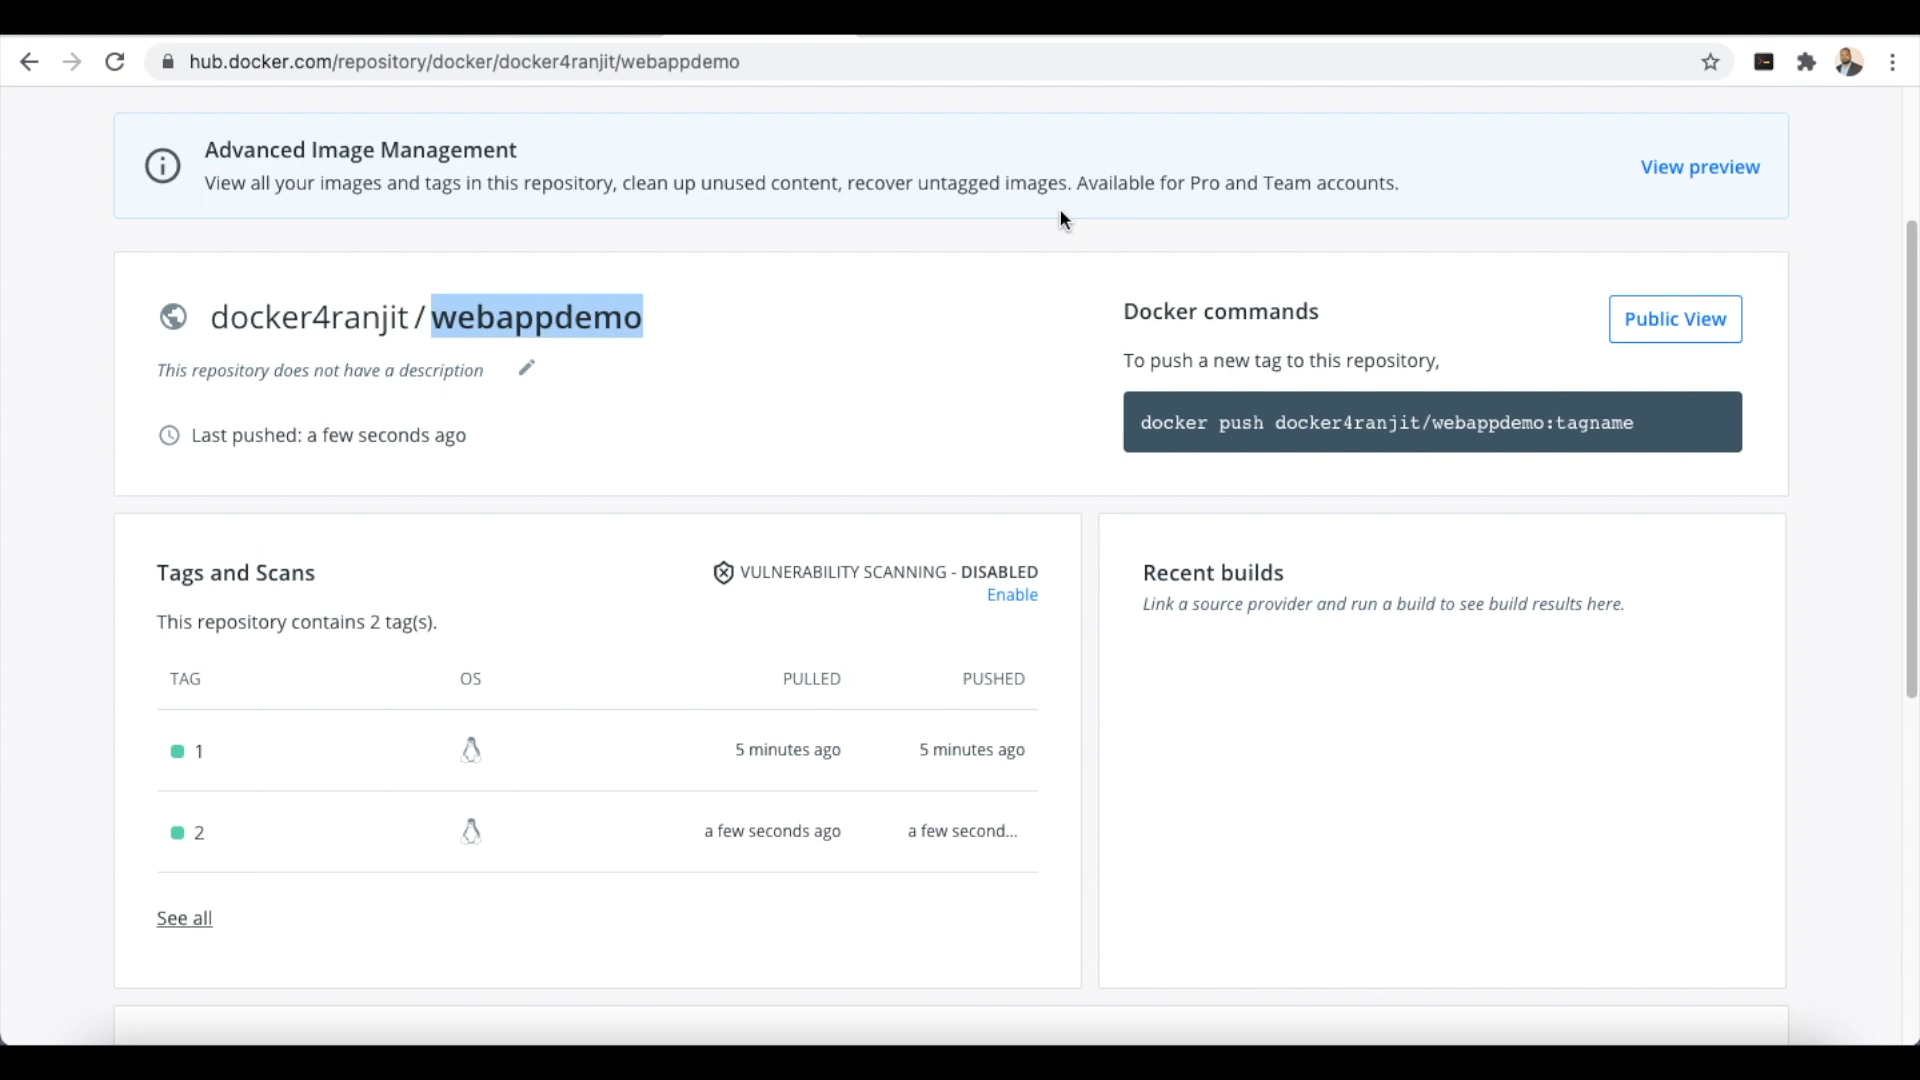 hub.docker.com/repository/docker/docker4ranjit/webappdemo
Advanced Image Management
View all your images and tags in this repository, clean up unused content, recover untagged images. Available for Pro and Team accounts.
View preview
docker4ranjit / webappdemo
This repository does not have a description
Last pushed: a few seconds ago
Docker commands
Public View
To push a new tag to this repository,
docker push docker4ranjit/webappdemo:tagname
Tags and Scans
VULNERABILITY SCANNING - DISABLED
Enable
This repository contains 2 tag(s).
TAG OS PULLED PUSHED
1 5 minutes ago 5 minutes ago
2 a few seconds ago a few second...
See all
Recent builds
Link a source provider and run a build to see build results here.